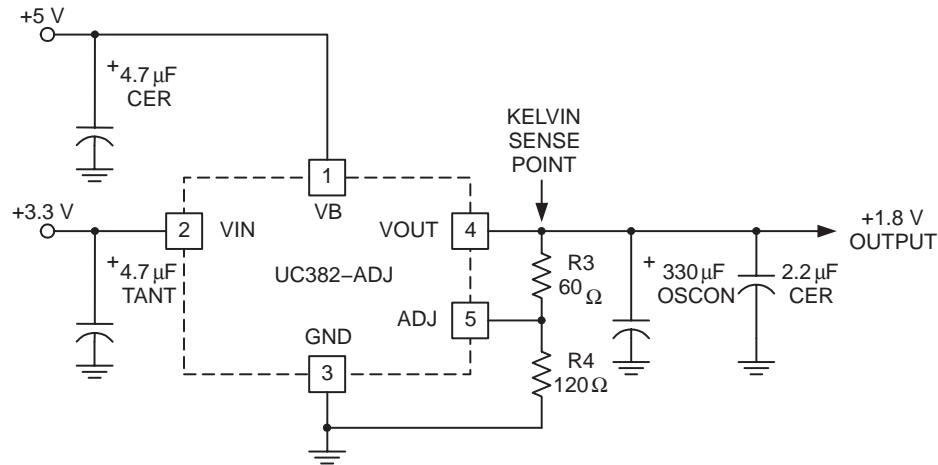 +5 V
+
4.7 μF
CER
KELVIN
SENSE
POINT
1
VB
+3.3 V
2
VIN
VOUT
4
+1.8 V
OUTPUT
+
4.7 μF
TANT
UC382–ADJ
R3
60 Ω
+
330 μF
OSCON
2.2 μF
CER
ADJ
5
GND
3
R4
120 Ω